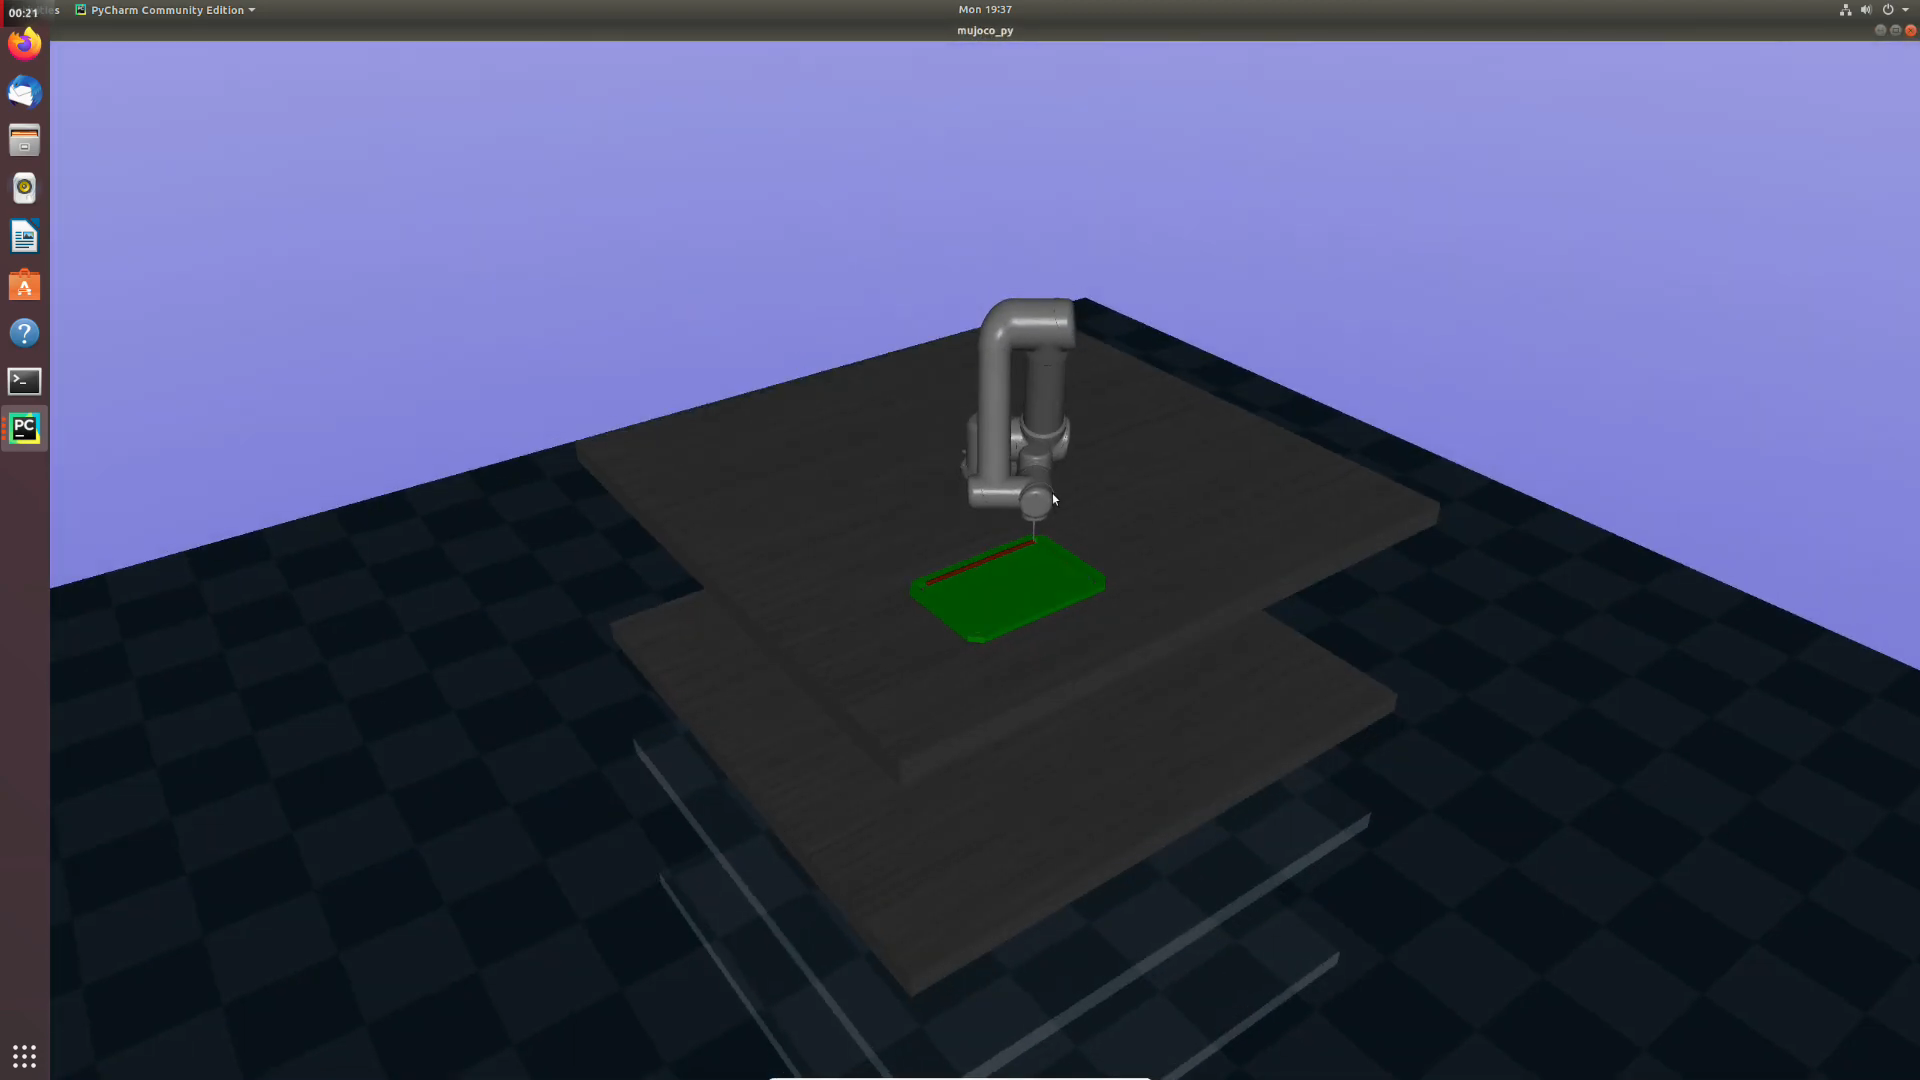 00:21
PyCharm Community Edition
Mon 19:37
mujoco_py
PC